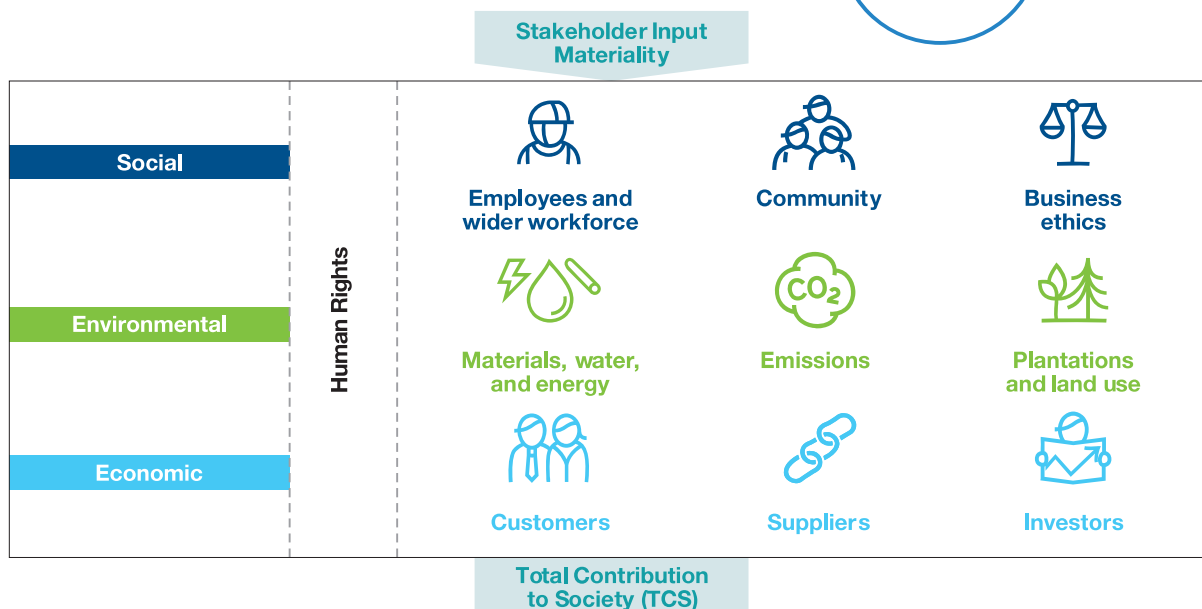 Stakeholder Input
Materiality
Social
Human Rights
Employees and
wider workforce
Community
Business
ethics
Environmental
CO2
Materials, water,
and energy
Emissions
Plantations
and land use
Economic
Customers
Suppliers
Investors
Total Contribution
to Society (TCS)